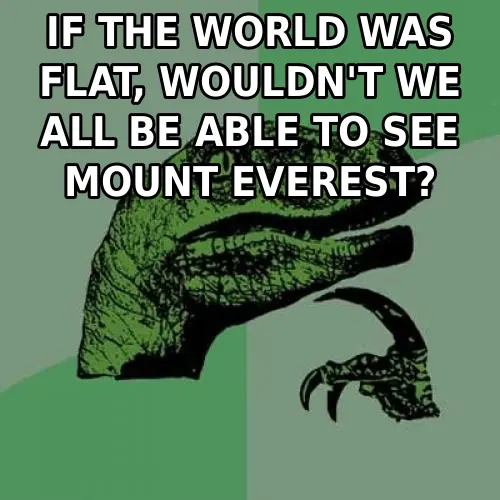 IF THE WORLD WAS
FLAT, WOULDN'T WE
ALL BE ABLE TO SEE
MOUNT EVEREST?